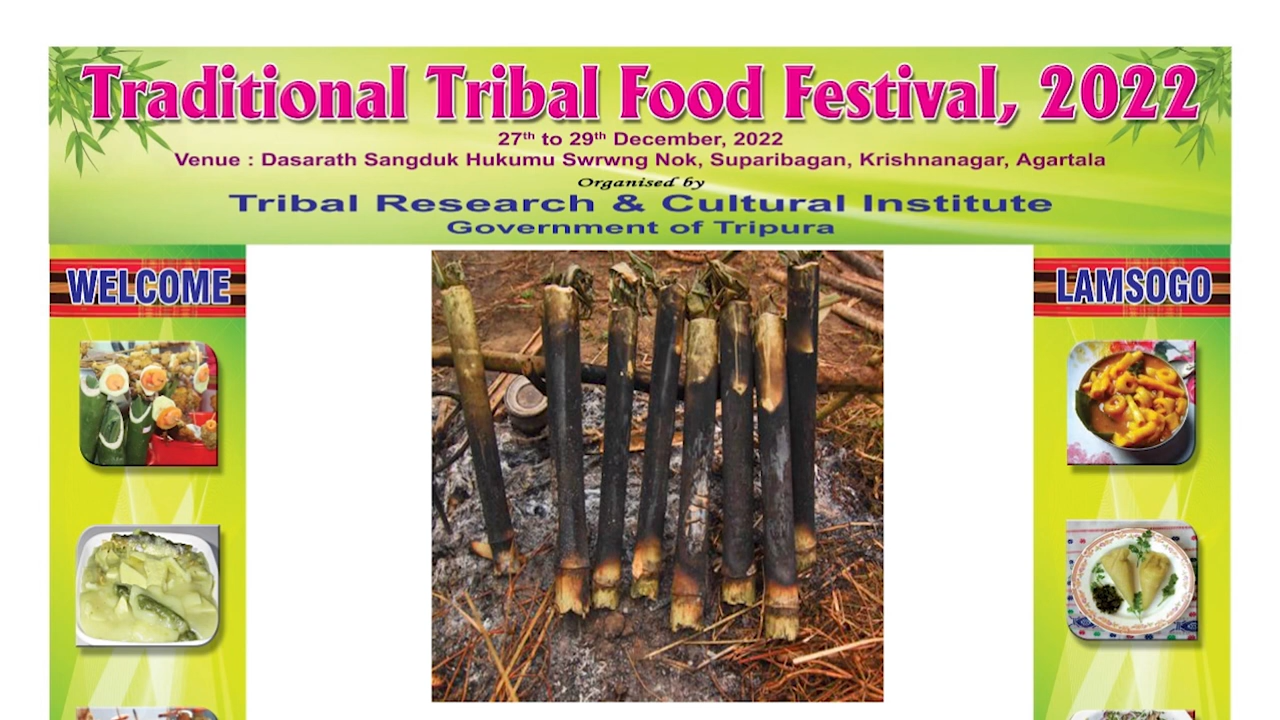 Traditional Tribal Food Festival, 2022
27th to 29th December, 2022
Venue : Dasarath Sangduk Hukumu Swrwng Nok, Suparibagan, Krishnanagar, Agartala
Organised by
Tribal Research & Cultural Institute
Government of Tripura
WELCOME
LAMSOGO